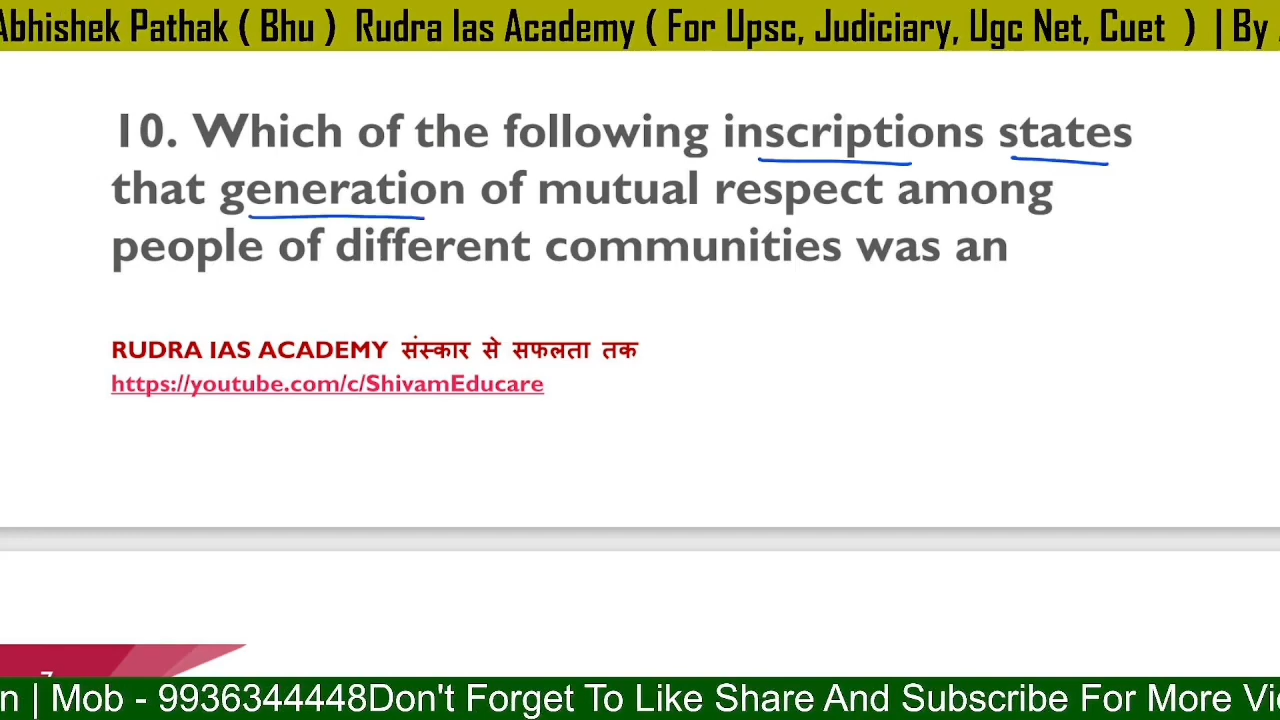 Abhishek Pathak ( Bhu ) Rudra Ias Academy ( For Upsc, Judiciary, Ugc Net, Cuet ) | By
10. Which of the following inscriptions states
that generation of mutual respect among
people of different communities was an
RUDRA IAS ACADEMY संस्कार से सफलता तक
https://youtube.com/c/ShivamEducare
n | Mob - 9936344448Don't Forget To Like Share And Subscribe For More Vi